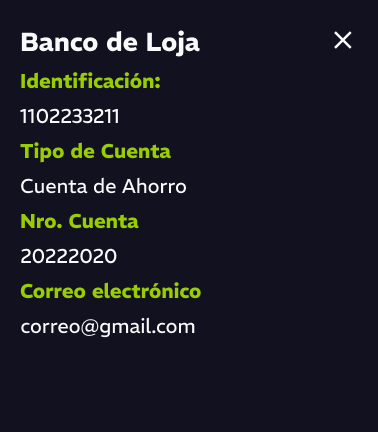 Banco de Loja
Identificación:
1102233211
Tipo de Cuenta
Cuenta de Ahorro
Nro. Cuenta
20222020
Correo electrónico
correo@gmail.com